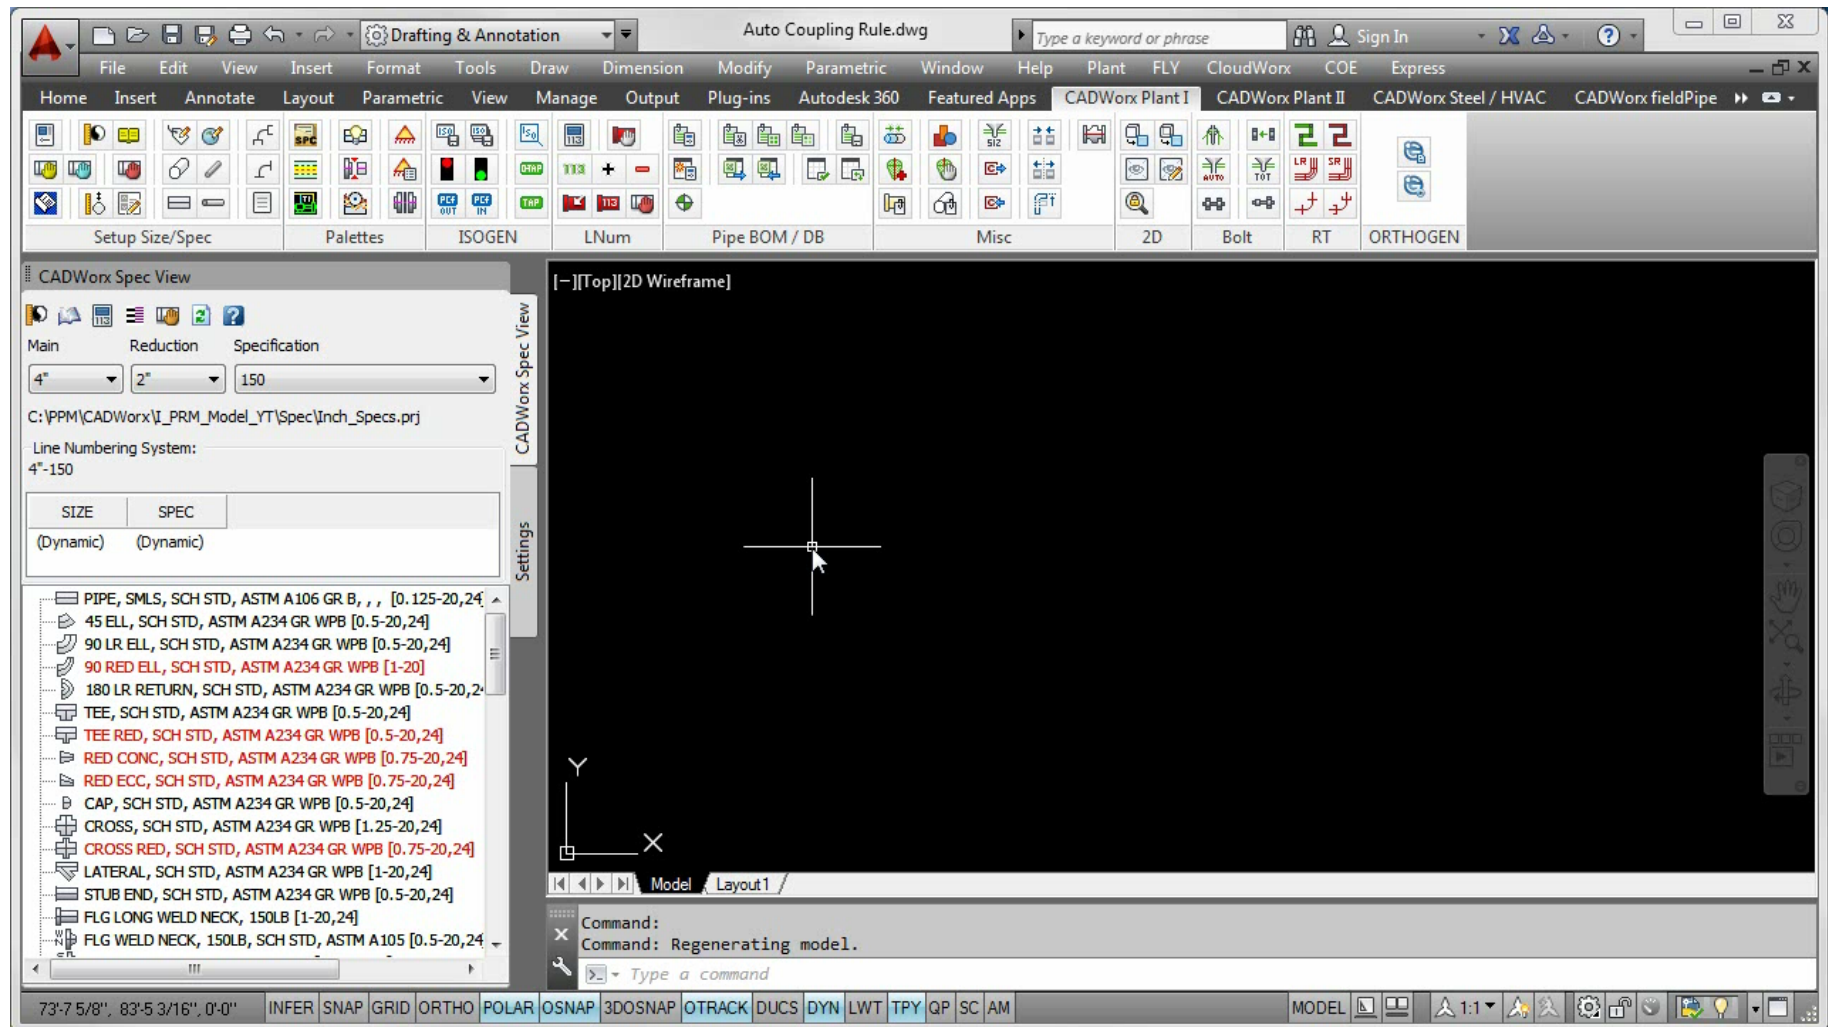 Drafting & Annotation
Auto Coupling Rule.dwg
Type a keyword or phrase
Sign In
File Edit View Insert Format Tools Draw Dimension Modify Parametric Window Help Plant FLY CloudWorx COE Express
Home Insert Annotate Layout Parametric View Manage Output Plug-ins Autodesk 360 Featured Apps CADWorx Plant I CADWorx Plant II CADWorx Steel / HVAC CADWorx fieldPipe
SPC ISO ISO SIZ
113 AUTO TOT LR SR
PCF OUT PCF IN TAP 113
Setup Size/Spec Palettes ISOGEN LNum Pipe BOM / DB Misc 2D Bolt RT ORTHOGEN
CADWorx Spec View
113
Main Reduction Specification
4" 2" 150
C:\PPM\CADWorx\I_PRM_Model_YT\Spec\Inch_Specs.prj
Line Numbering System:
4"-150
SIZE SPEC
(Dynamic) (Dynamic)
PIPE, SMLS, SCH STD, ASTM A106 GR B, , , [0.125-20,24]
45 ELL, SCH STD, ASTM A234 GR WPB [0.5-20,24]
90 LR ELL, SCH STD, ASTM A234 GR WPB [0.5-20,24]
90 RED ELL, SCH STD, ASTM A234 GR WPB [1-20]
180 LR RETURN, SCH STD, ASTM A234 GR WPB [0.5-20,2
TEE, SCH STD, ASTM A234 GR WPB [0.5-20,24]
TEE RED, SCH STD, ASTM A234 GR WPB [0.5-20,24]
RED CONC, SCH STD, ASTM A234 GR WPB [0.75-20,24]
RED ECC, SCH STD, ASTM A234 GR WPB [0.75-20,24]
CAP, SCH STD, ASTM A234 GR WPB [0.5-20,24]
CROSS, SCH STD, ASTM A234 GR WPB [1.25-20,24]
CROSS RED, SCH STD, ASTM A234 GR WPB [0.75-20,24]
LATERAL, SCH STD, ASTM A234 GR WPB [1-20,24]
STUB END, SCH STD, ASTM A234 GR WPB [0.5-20,24]
FLG LONG WELD NECK, 150LB [1-20,24]
FLG WELD NECK, 150LB, SCH STD, ASTM A105 [0.5-20,24
CADWorx Spec View
Settings
[−][Top][2D Wireframe]
Y
X
Model Layout1
Command:
Command: Regenerating model.
Type a command
73'-7 5/8", 83'-5 3/16", 0'-0" INFER SNAP GRID ORTHO POLAR OSNAP 3DOSNAP OTRACK DUCS DYN LWT TPY QP SC AM MODEL 1:1